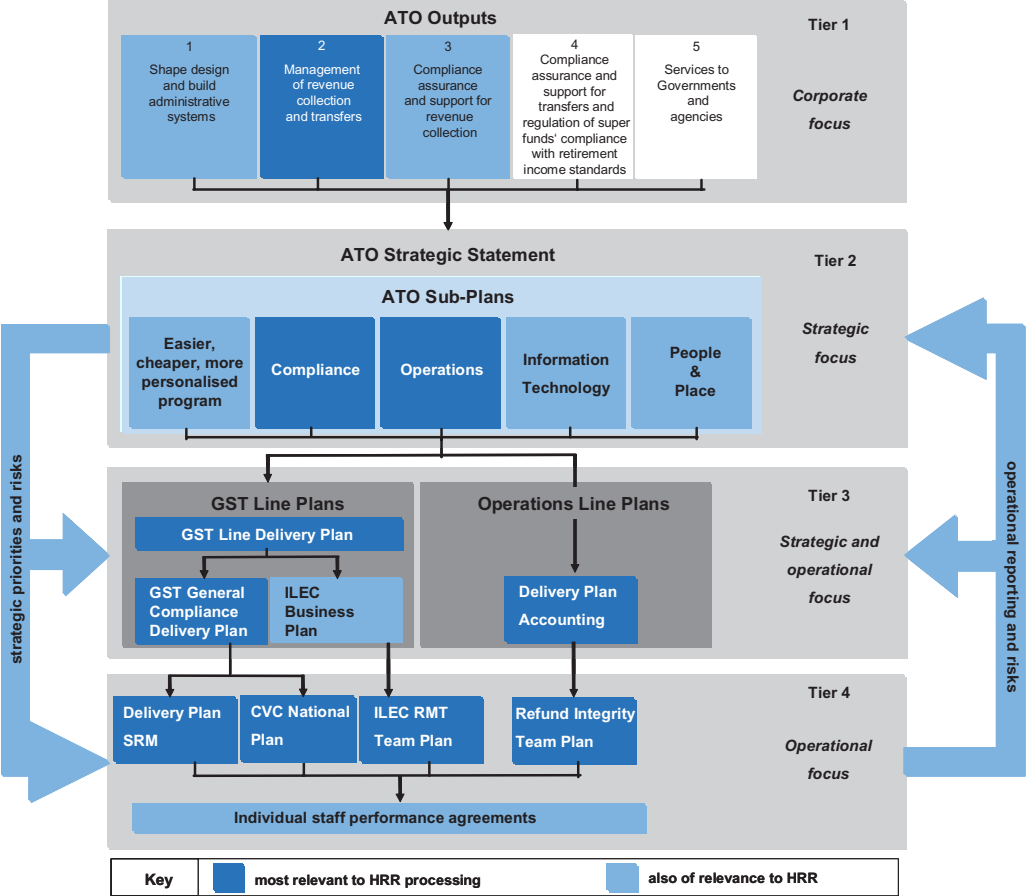 ATO Outputs
Tier 1
1
Shape design
and build
administrative
systems
2
Management
of revenue
collection
and transfers
3
Compliance
assurance
and support for
revenue
collection
4
Compliance
assurance and
support for
transfers and
regulation of super
funds' compliance
with retirement
income standards
5
Services to
Governments
and
agencies
Corporate
focus
ATO Strategic Statement
Tier 2
ATO Sub-Plans
Easier,
cheaper, more
personalised
program
Compliance
Operations
Information
Technology
People
&
Place
Strategic
focus
strategic priorities and risks
operational reporting and risks
GST Line Plans
Operations Line Plans
Tier 3
GST Line Delivery Plan
GST General
Compliance
Delivery Plan
ILEC
Business
Plan
Delivery Plan
Accounting
Strategic and
operational
focus
Tier 4
Delivery Plan
SRM
CVC National
Plan
ILEC RMT
Team Plan
Refund Integrity
Team Plan
Operational
focus
Individual staff performance agreements
Key
most relevant to HRR processing
also of relevance to HRR